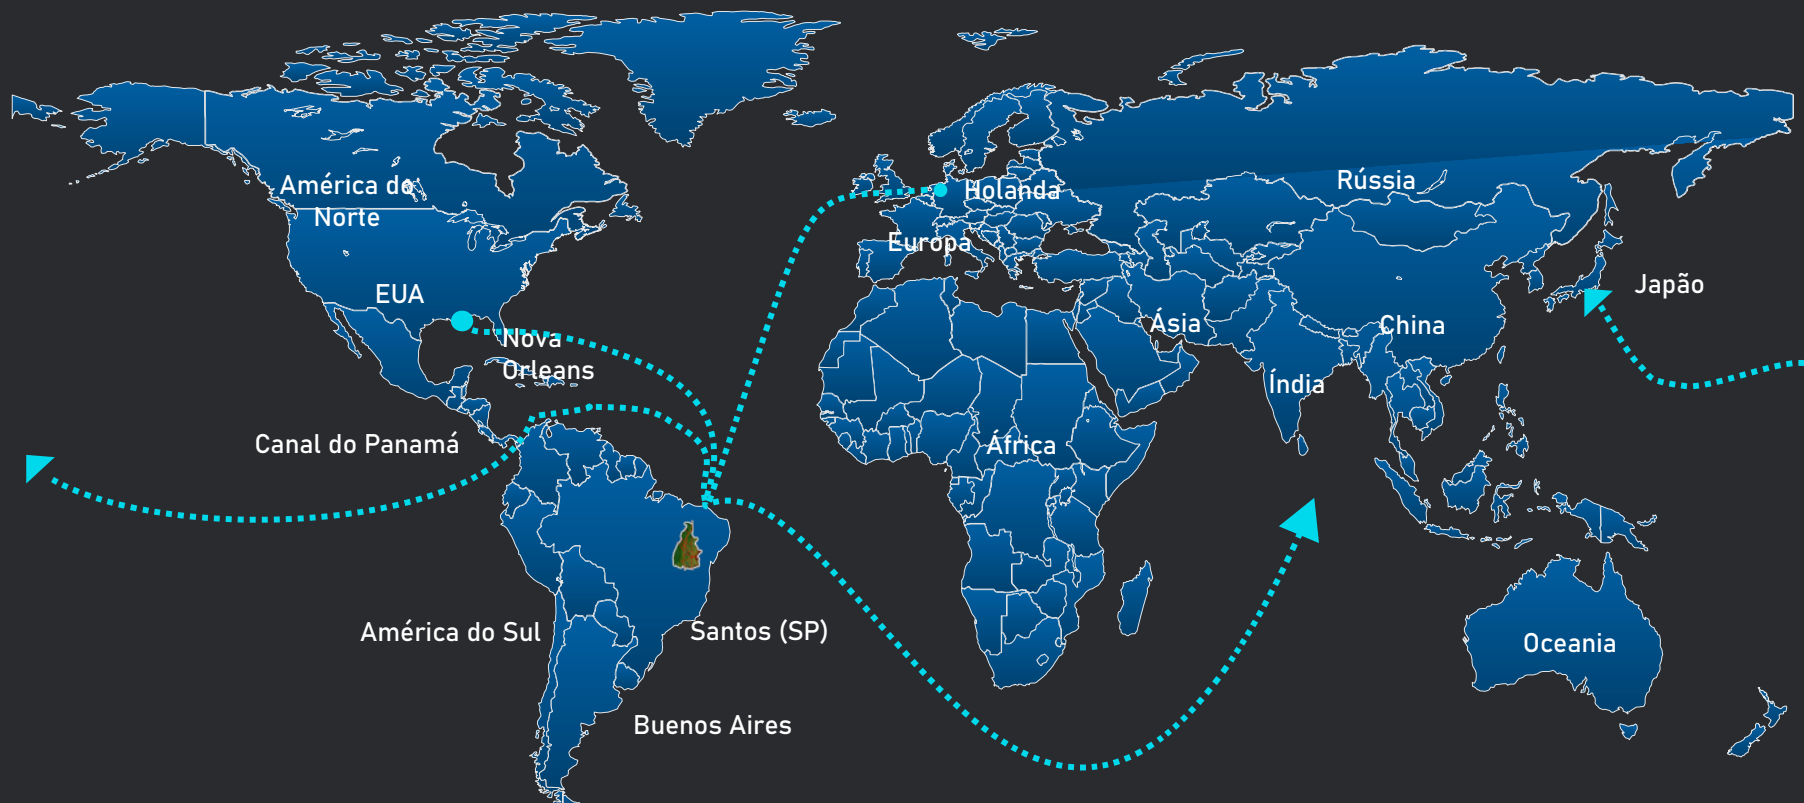 América do
Norte
EUA
Nova
Orleans
Canal do Panamá
América do Sul
Santos (SP)
Buenos Aires
Holanda
Europa
África
Rússia
Ásia
China
Índia
Japão
Oceania